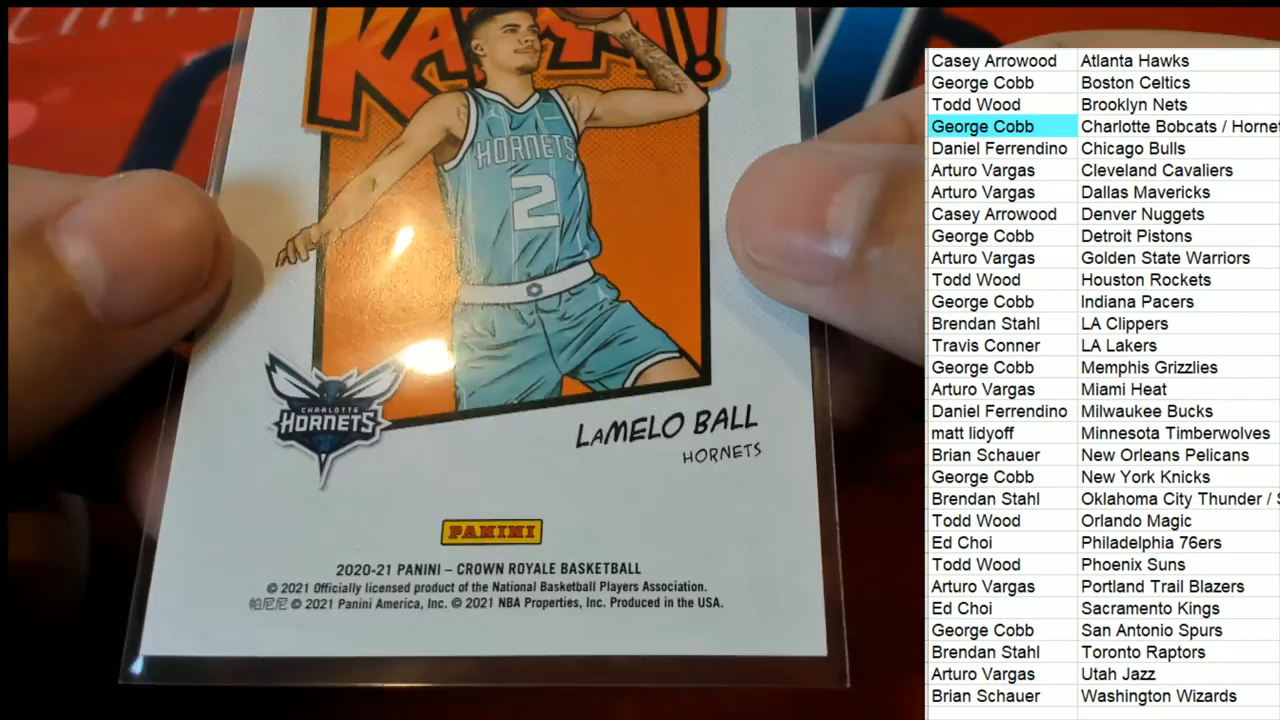 HORNETS
2
CHARLOTTE
HORNETS
LaMELO BALL
HORNETS
PANINI
2020-21 PANINI – CROWN ROYALE BASKETBALL
© 2021 Officially licensed product of the National Basketball Players Association.
帕尼尼 © 2021 Panini America, Inc. © 2021 NBA Properties, Inc. Produced in the USA.
Casey Arrowood Atlanta Hawks
George Cobb Boston Celtics
Todd Wood Brooklyn Nets
George Cobb Charlotte Bobcats / Horne
Daniel Ferrendino Chicago Bulls
Arturo Vargas Cleveland Cavaliers
Arturo Vargas Dallas Mavericks
Casey Arrowood Denver Nuggets
George Cobb Detroit Pistons
Arturo Vargas Golden State Warriors
Todd Wood Houston Rockets
George Cobb Indiana Pacers
Brendan Stahl LA Clippers
Travis Conner LA Lakers
George Cobb Memphis Grizzlies
Arturo Vargas Miami Heat
Daniel Ferrendino Milwaukee Bucks
matt lidyoff Minnesota Timberwolves
Brian Schauer New Orleans Pelicans
George Cobb New York Knicks
Brendan Stahl Oklahoma City Thunder /
Todd Wood Orlando Magic
Ed Choi Philadelphia 76ers
Todd Wood Phoenix Suns
Arturo Vargas Portland Trail Blazers
Ed Choi Sacramento Kings
George Cobb San Antonio Spurs
Brendan Stahl Toronto Raptors
Arturo Vargas Utah Jazz
Brian Schauer Washington Wizards